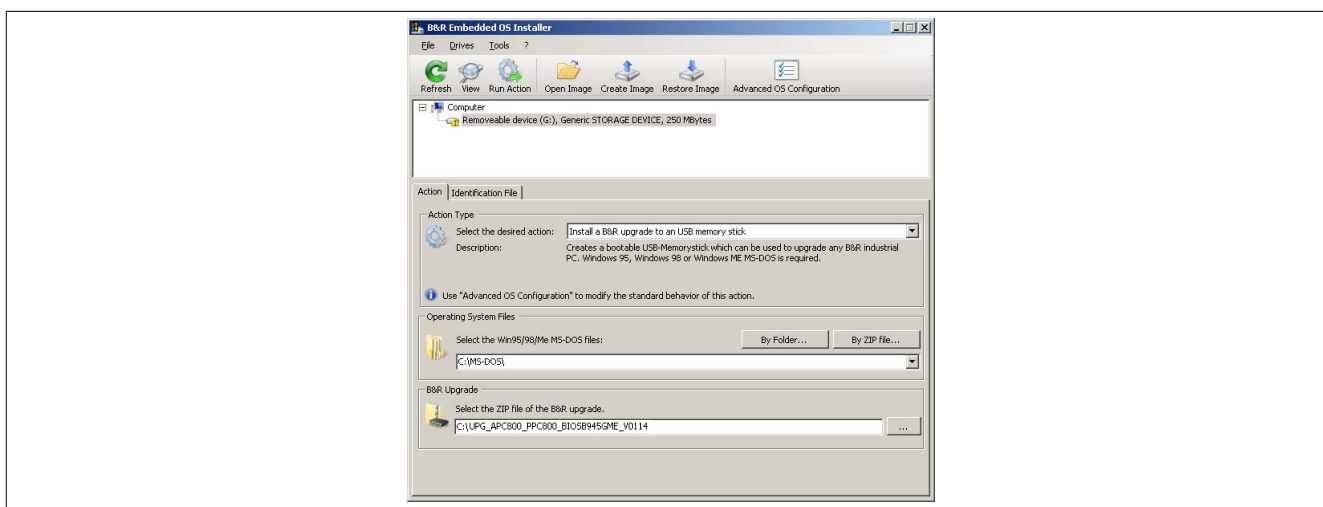 B&R Embedded OS Installer
File Drives Tools ?
Refresh View Run Action Open Image Create Image Restore Image Advanced OS Configuration
Computer
Removeable device (G:), Generic STORAGE DEVICE, 250 MBytes
Action Identification File
Action Type
Select the desired action: Install a B&R upgrade to an USB memory stick
Description: Creates a bootable USB-Memorystick which can be used to upgrade any B&R industrial
PC. Windows 95, Windows 98 or Windows ME MS-DOS is required.
Use "Advanced OS Configuration" to modify the standard behavior of this action.
Operating System Files
Select the Win95/98/Me MS-DOS files: By Folder... By ZIP file...
C:\MS-DOS\
B&R Upgrade
Select the ZIP file of the B&R upgrade.
C:\UPG_APC800_PPC800_BIOSB945GME_V0114 ...